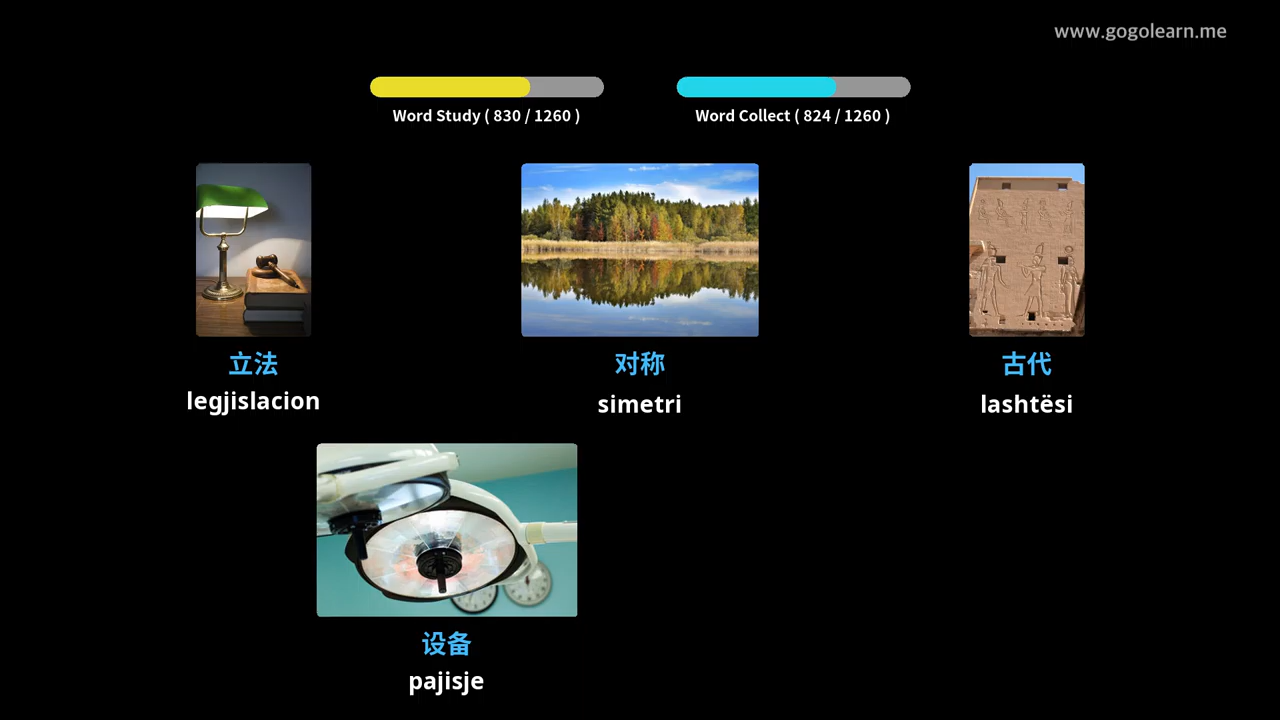 www.gogolearn.me
Word Study ( 830 / 1260 )
Word Collect ( 824 / 1260 )
立法
legjislacion
对称
simetri
古代
lashtësi
设备
pajisje